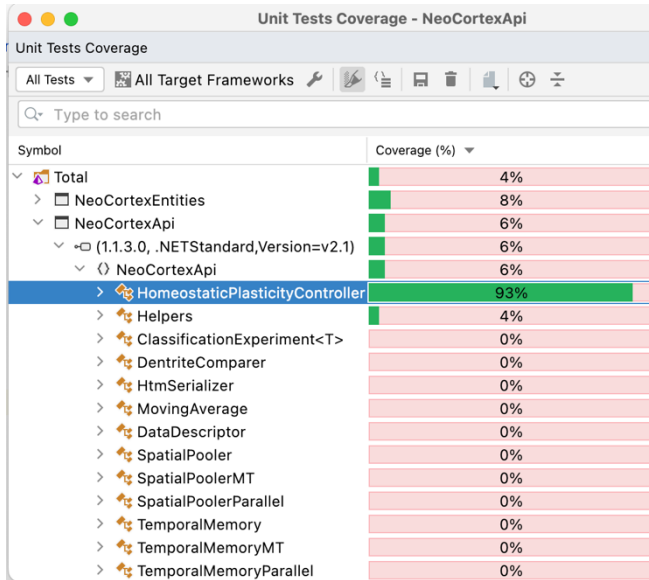 Unit Tests Coverage - NeoCortexApi
Unit Tests Coverage
All Tests All Target Frameworks
Type to search
Symbol Coverage (%)
Total 4%
NeoCortexEntities 8%
NeoCortexApi 6%
(1.1.3.0, .NETStandard,Version=v2.1) 6%
NeoCortexApi 6%
HomeostaticPlasticityController 93%
Helpers 4%
ClassificationExperiment<T> 0%
DentriteComparer 0%
HtmSerializer 0%
MovingAverage 0%
DataDescriptor 0%
SpatialPooler 0%
SpatialPoolerMT 0%
SpatialPoolerParallel 0%
TemporalMemory 0%
TemporalMemoryMT 0%
TemporalMemoryParallel 0%